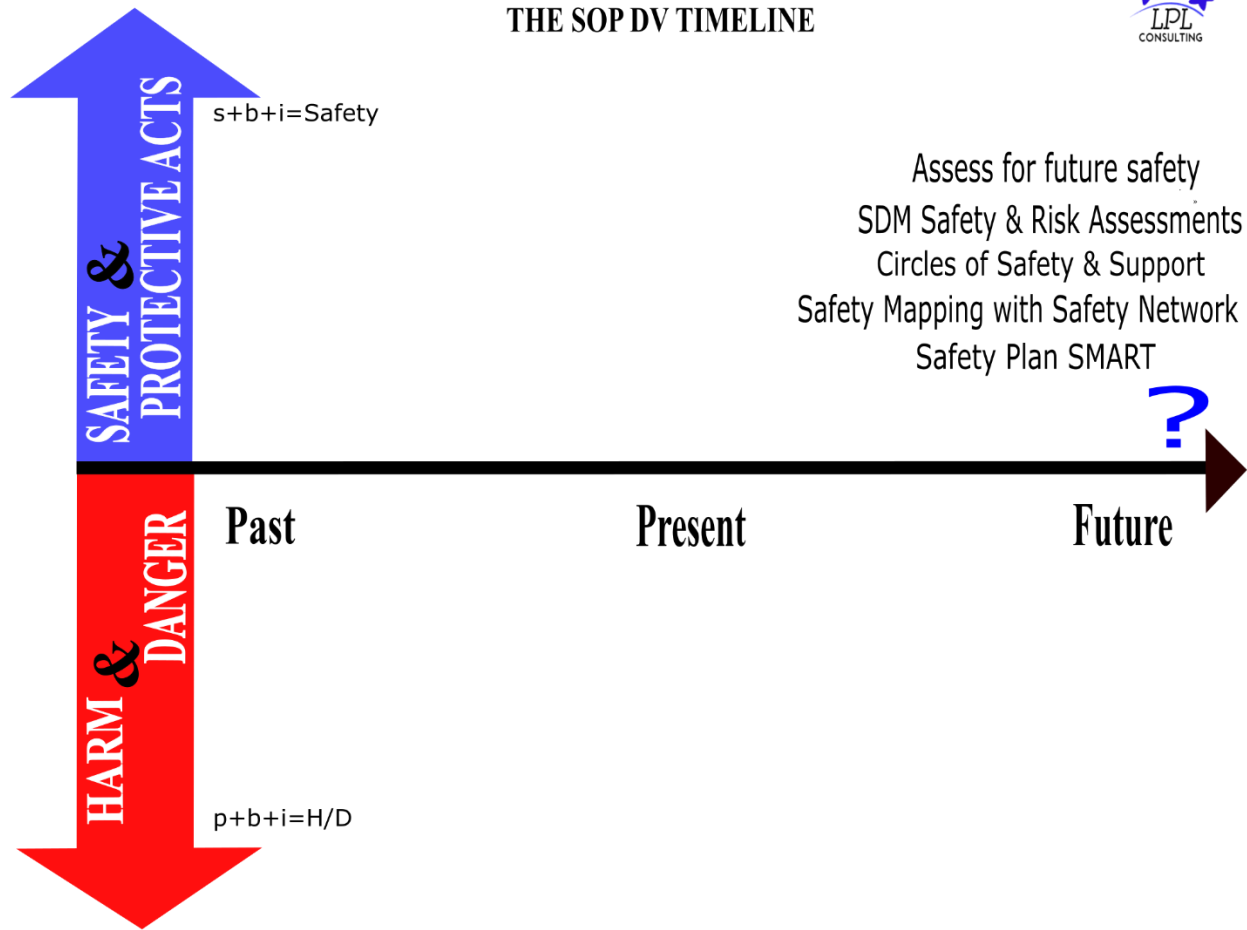 THE SOP DV TIMELINE
LPL
CONSULTING
s+b+i=Safety
SAFETY &
PROTECTIVE ACTS
Assess for future safety
SDM Safety & Risk Assessments
Circles of Safety & Support
Safety Mapping with Safety Network
Safety Plan SMART
?
Past
Present
Future
HARM &
DANGER
p+b+i=H/D